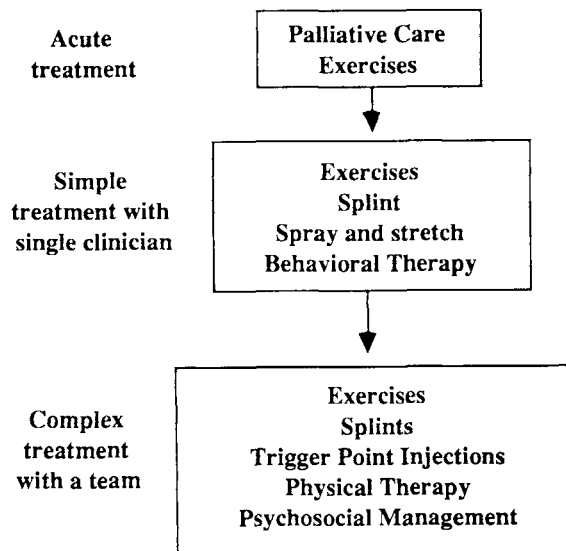 Acute
treatment
Palliative Care
Exercises
Simple
treatment with
single clinician
Exercises
Splint
Spray and stretch
Behavioral Therapy
Complex
treatment
with a team
Exercises
Splints
Trigger Point Injections
Physical Therapy
Psychosocial Management